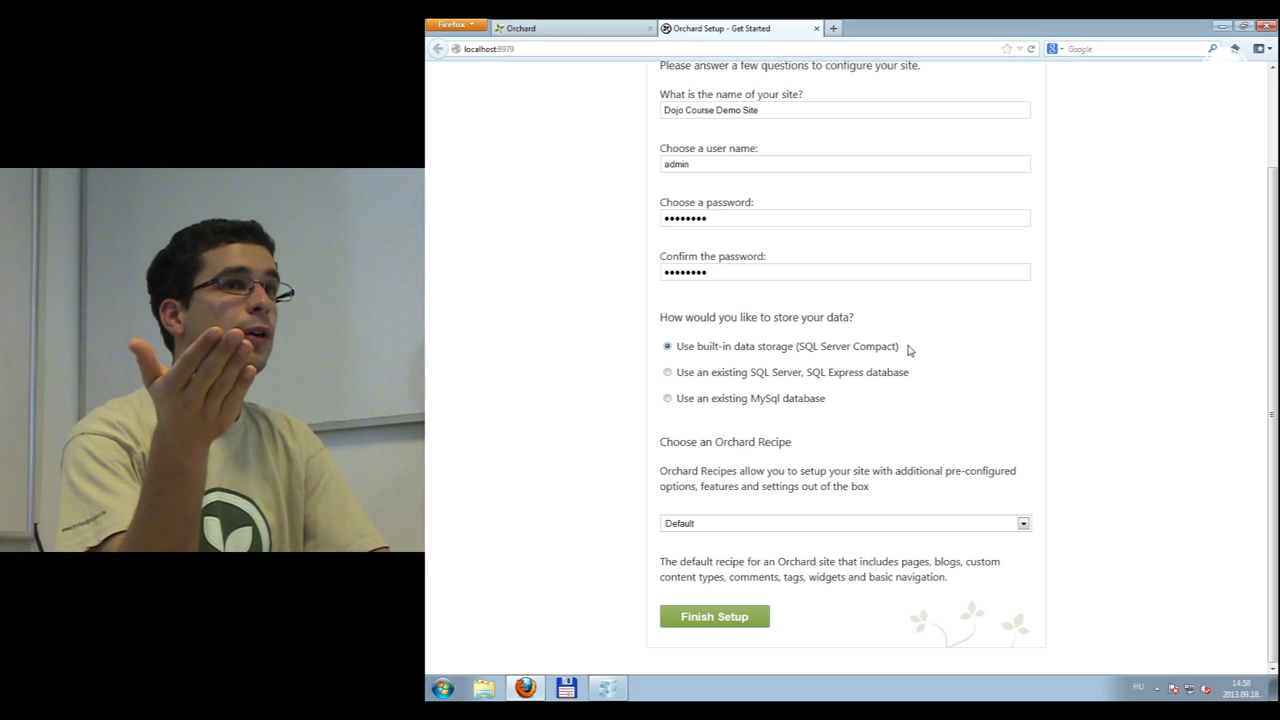 Firefox
Orchard
Orchard Setup - Get Started
localhost:8979
Google
Please answer a few questions to configure your site.
What is the name of your site?
Dojo Course Demo Site
Choose a user name:
admin
Choose a password:
••••••••
Confirm the password:
••••••••
How would you like to store your data?
Use built-in data storage (SQL Server Compact)
Use an existing SQL Server, SQL Express database
Use an existing MySql database
Choose an Orchard Recipe
Orchard Recipes allow you to setup your site with additional pre-configured
options, features and settings out of the box
Default
The default recipe for an Orchard site that includes pages, blogs, custom
content types, comments, tags, widgets and basic navigation.
Finish Setup
HU
14:58
2013.09.18.